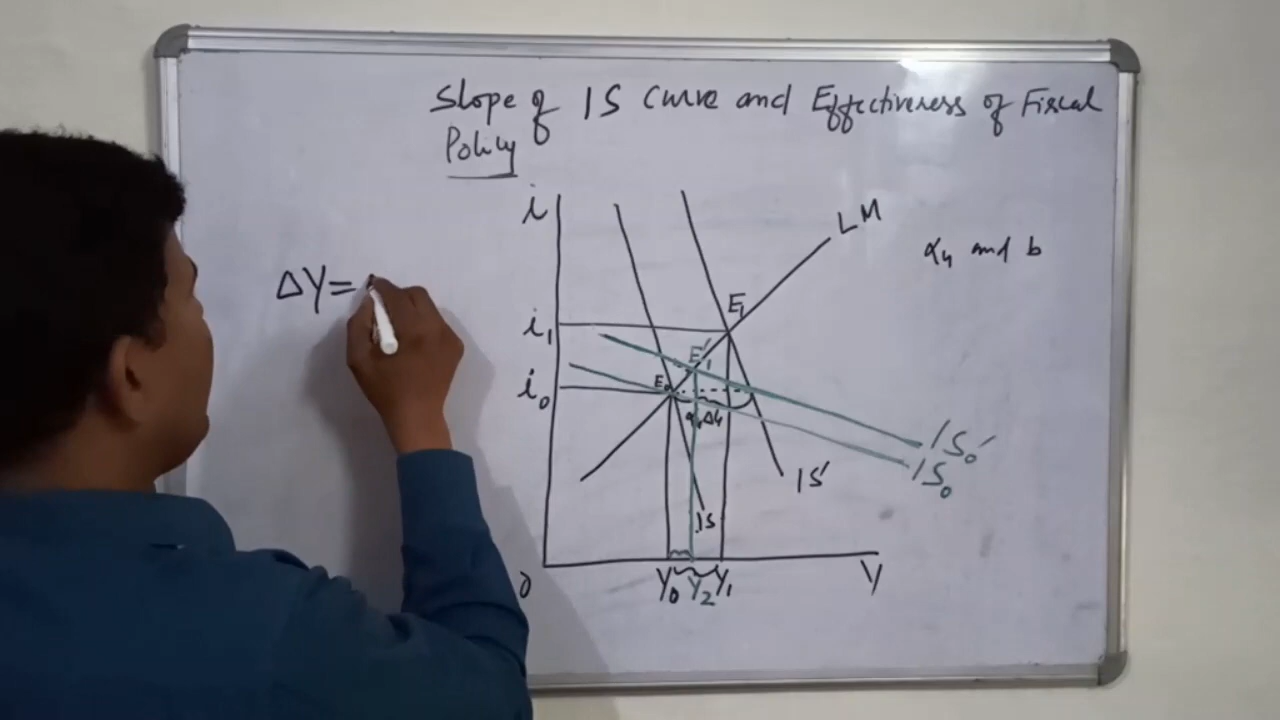 Slope of IS Curve and Effectiveness of Fiscal
Policy
i
LM
α4 and b
ΔY=
E1
i1
E1'
i0
E0
IS0'
IS0
IS'
IS
0
Y0 Y2 Y1
Y